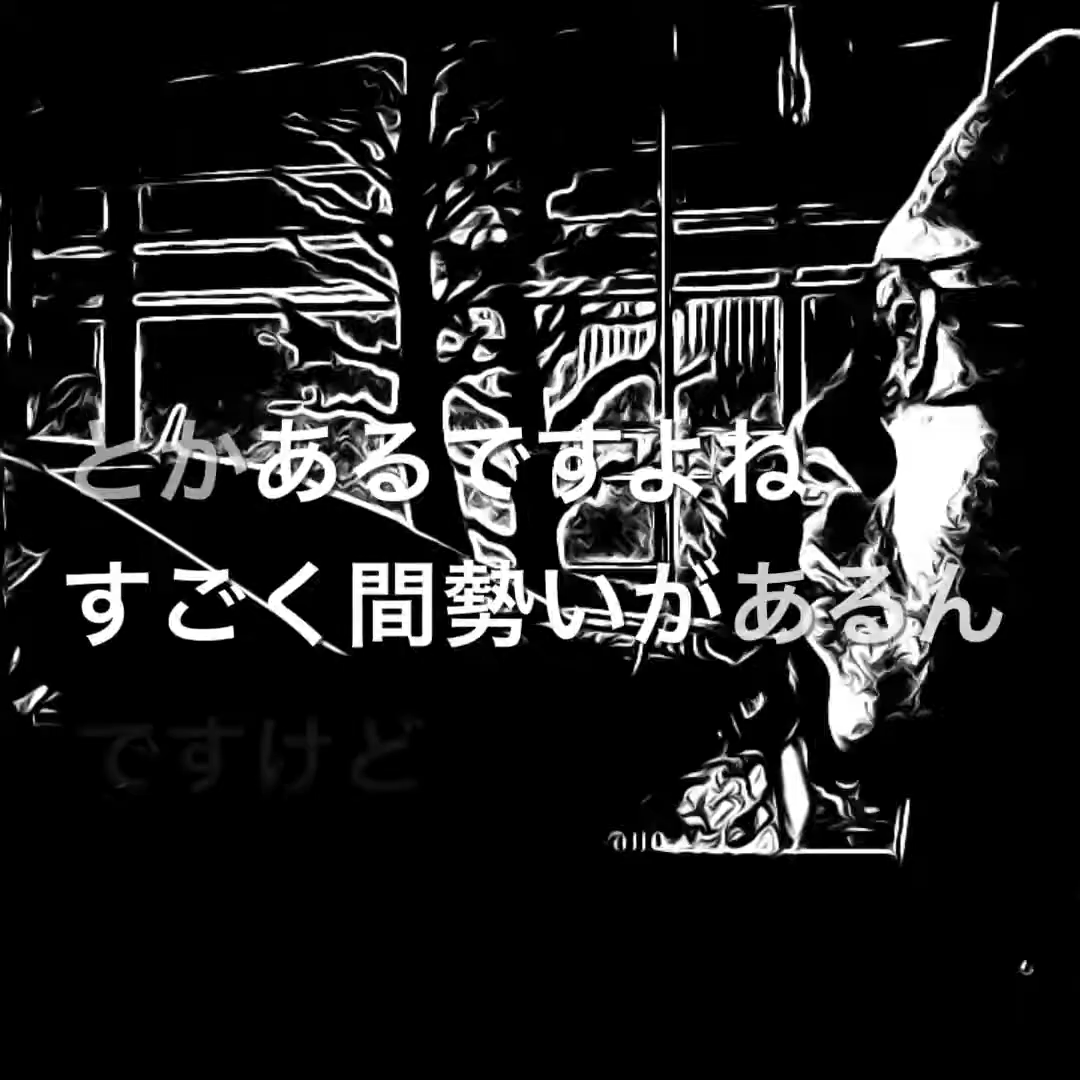 とかあるですよね
すごく間勢いがあるん
ですけど